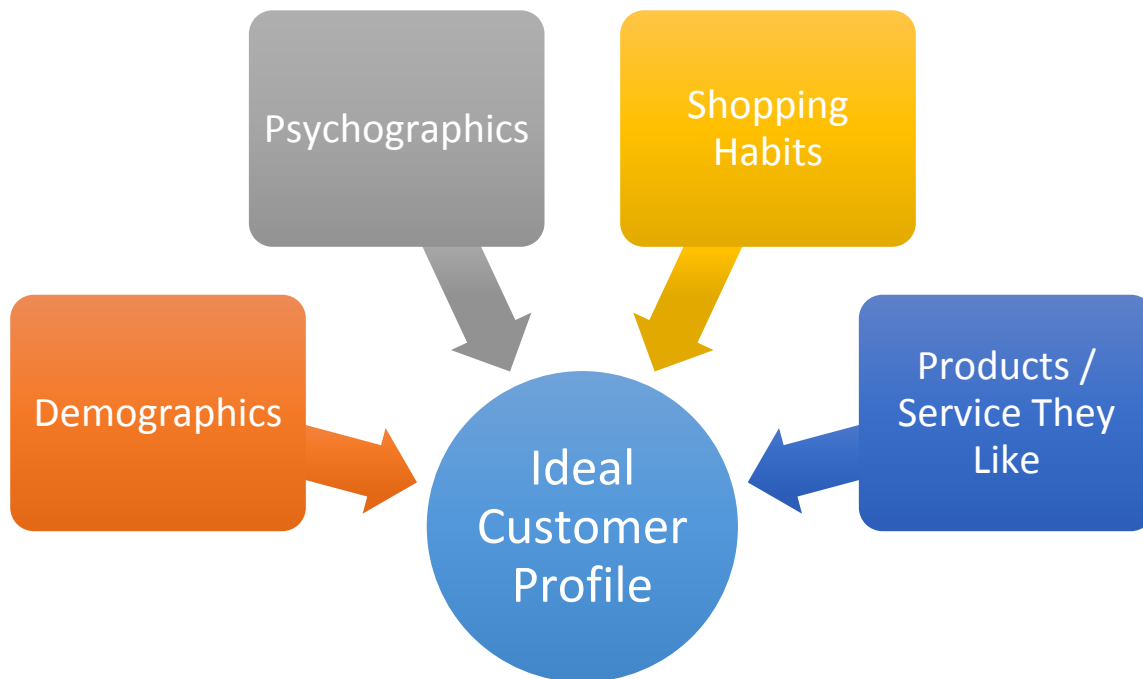 Psychographics
Shopping
Habits
Demographics
Products /
Service They
Like
Ideal
Customer
Profile